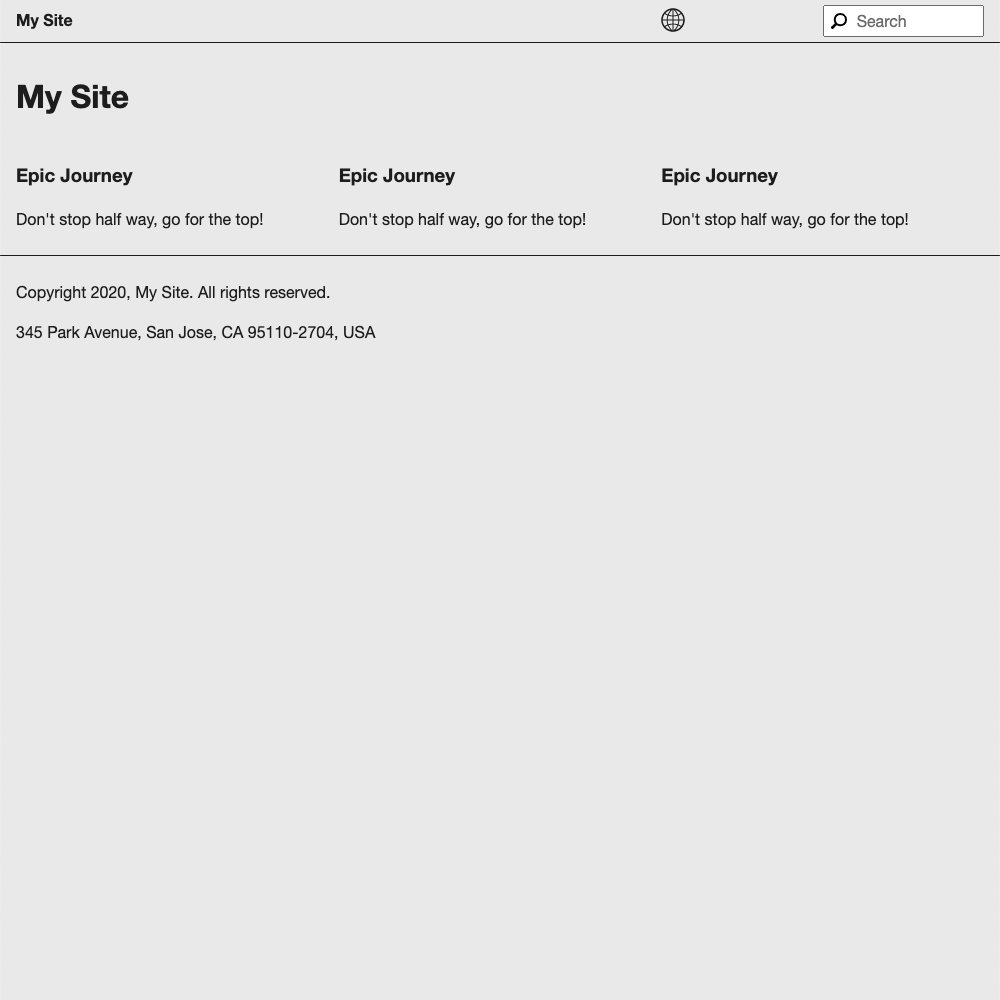 My Site
Search
My Site
Epic Journey
Don't stop half way, go for the top!
Epic Journey
Don't stop half way, go for the top!
Epic Journey
Don't stop half way, go for the top!
Copyright 2020, My Site. All rights reserved.
345 Park Avenue, San Jose, CA 95110-2704, USA